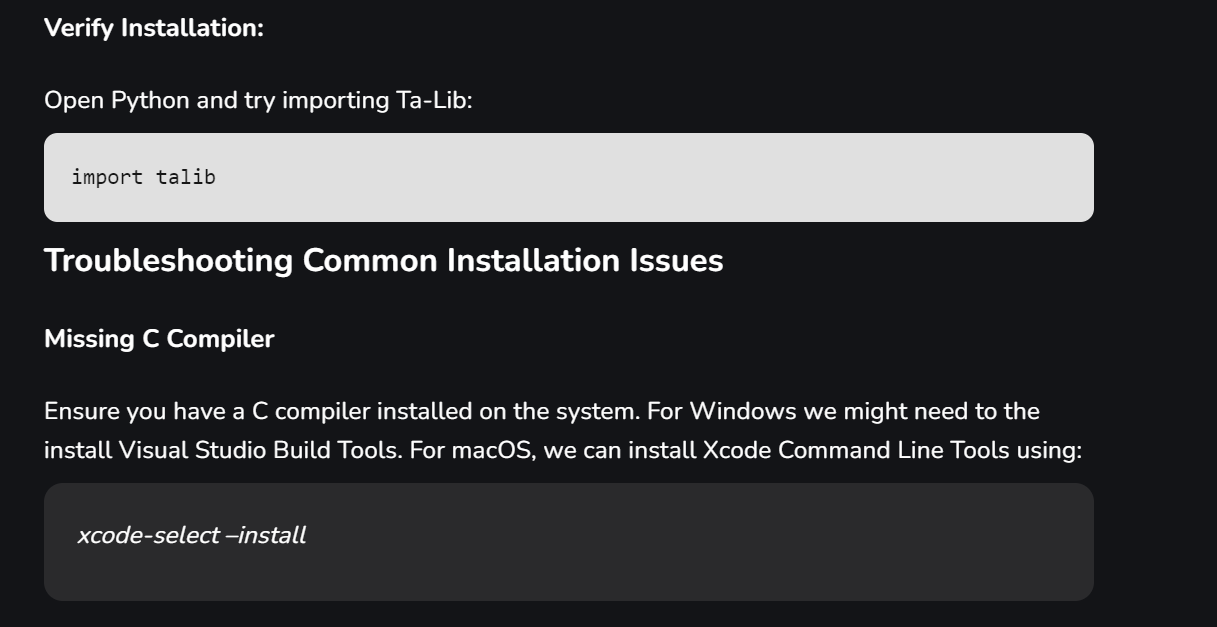 Verify Installation:
Open Python and try importing Ta-Lib:
import talib
Troubleshooting Common Installation Issues
Missing C Compiler
Ensure you have a C compiler installed on the system. For Windows we might need to the
install Visual Studio Build Tools. For macOS, we can install Xcode Command Line Tools using:
xcode-select –install